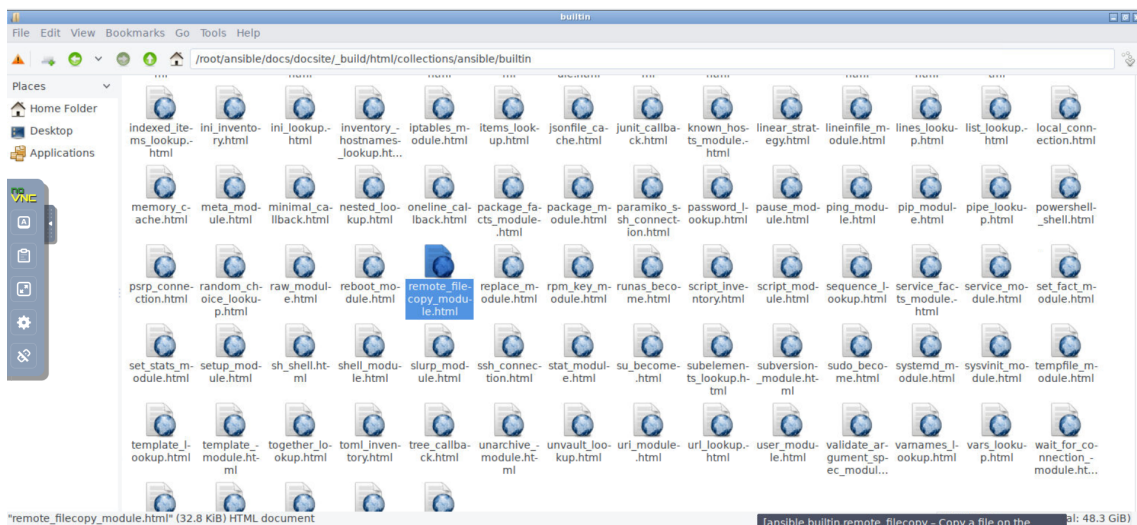 builtin
File Edit View Bookmarks Go Tools Help
/root/ansible/docs/docsite/_build/html/collections/ansible/builtin
Places
Home Folder
Desktop
Applications
no
VNC
A
indexed_ite-
ms_lookup.-
html
ini_invento-
ry.html
ini_lookup.-
html
inventory_-
hostnames-
_lookup.ht...
iptables_m-
odule.html
items_look-
up.html
jsonfile_ca-
che.html
junit_callba-
ck.html
known_hos-
ts_module.-
html
linear_strat-
egy.html
lineinfile_m-
odule.html
lines_looku-
p.html
list_lookup.-
html
local_conn-
ection.html
memory_c-
ache.html
meta_mod-
ule.html
minimal_ca-
llback.html
nested_loo-
kup.html
oneline_cal-
lback.html
package_fa-
cts_module-
.html
package_m-
odule.html
paramiko_s-
sh_connect-
ion.html
password_l-
ookup.html
pause_mod-
ule.html
ping_modu-
le.html
pip_modul-
e.html
pipe_looku-
p.html
powershell-
_shell.html
psrp_conne-
ction.html
random_ch-
oice_looku-
p.html
raw_modul-
e.html
reboot_mo-
dule.html
remote_file-
copy_modu-
le.html
replace_m-
odule.html
rpm_key_m-
odule.html
runas_beco-
me.html
script_inve-
ntory.html
script_mod-
ule.html
sequence_l-
ookup.html
service_fac-
ts_module.-
html
service_mo-
dule.html
set_fact_m-
odule.html
set_stats_m-
odule.html
setup_mod-
ule.html
sh_shell.ht-
ml
shell_modu-
le.html
slurp_mod-
ule.html
ssh_connec-
tion.html
stat_modul-
e.html
su_become-
.html
subelemen-
ts_lookup.h-
tml
subversion-
_module.ht-
ml
sudo_beco-
me.html
systemd_m-
odule.html
sysvinit_mo-
dule.html
tempfile_m-
odule.html
template_l-
ookup.html
template_-
module.ht-
ml
together_lo-
okup.html
toml_inven-
tory.html
tree_callba-
ck.html
unarchive_-
module.ht-
ml
unvault_loo-
kup.html
uri_module-
.html
url_lookup.-
html
user_modu-
le.html
validate_ar-
gument_sp-
ec_modul...
varnames_l-
ookup.html
vars_looku-
p.html
wait_for_co-
nnection_-
module.ht...
"remote_filecopy_module.html" (32.8 KiB) HTML document
[ansible.builtin.remote_filecopy – Copy a file on the
al: 48.3 GiB)